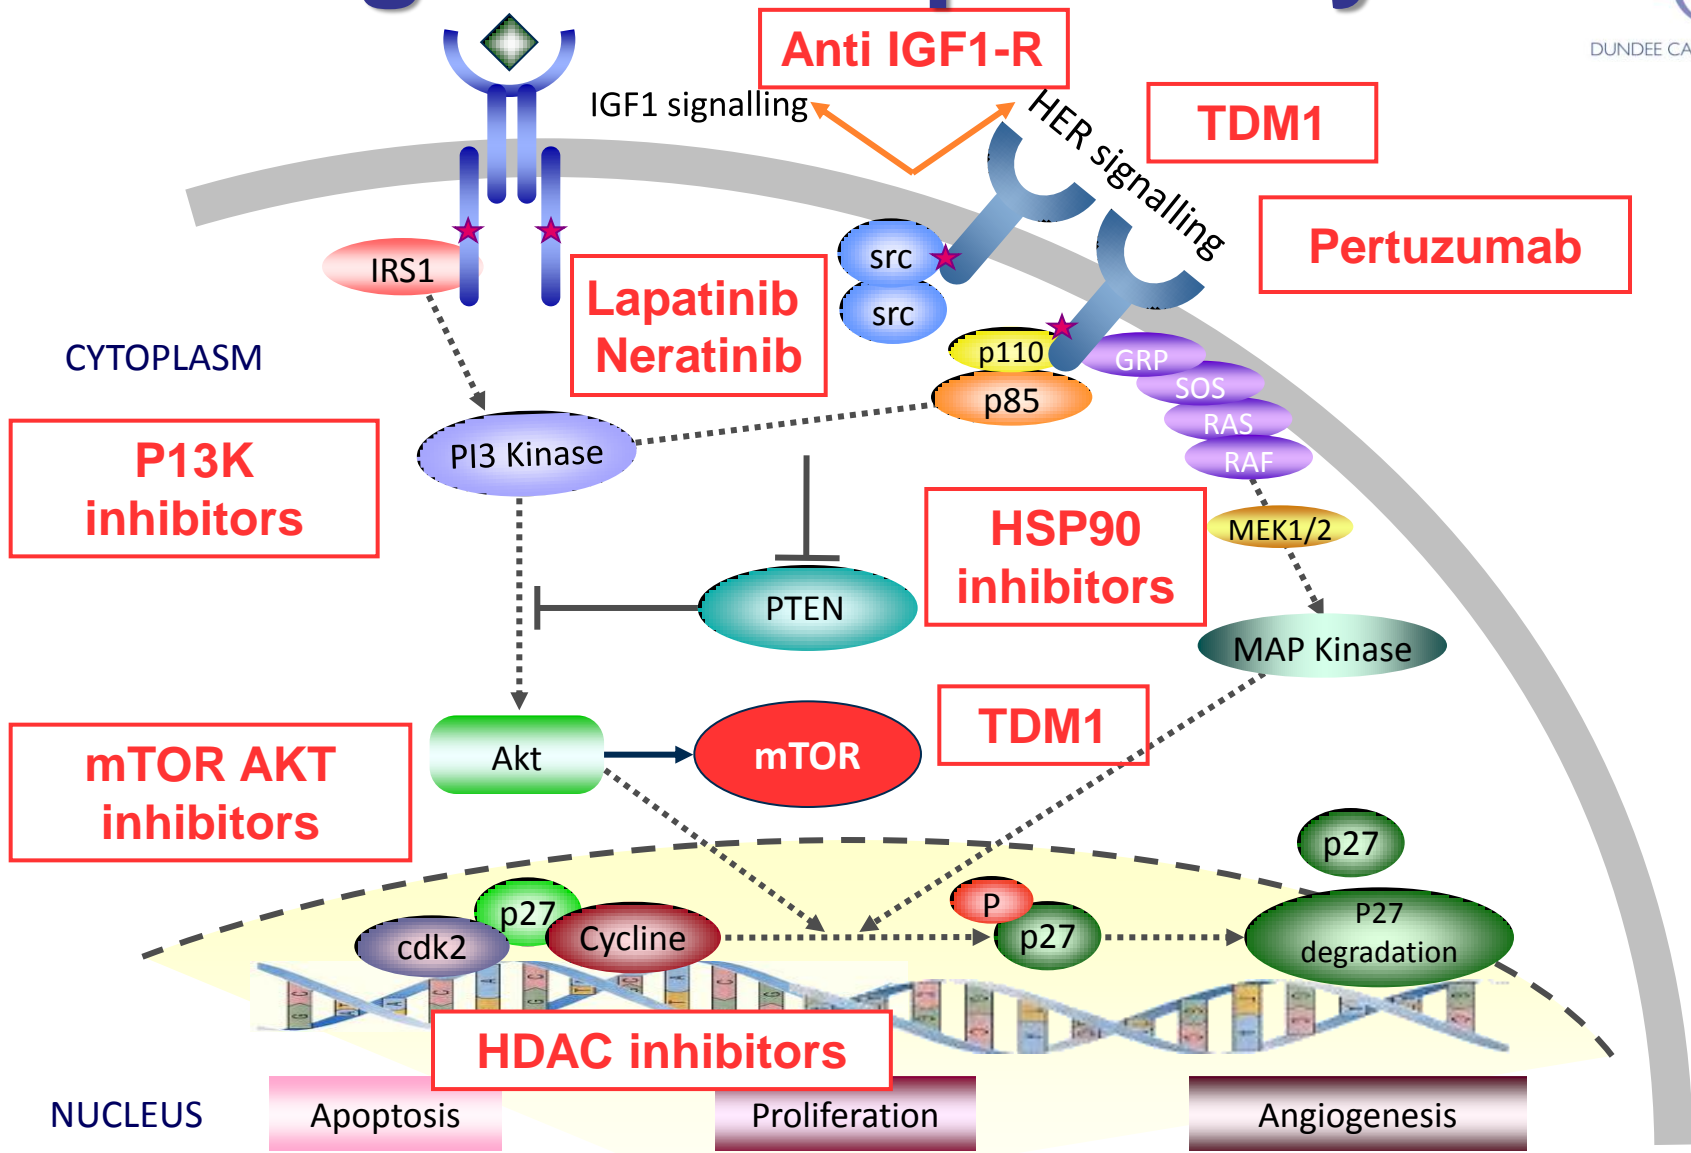 Anti IGF1-R
DUNDEE CA
IGF1 signalling
HER signalling
TDM1
Pertuzumab
IRS1
src
src
Lapatinib
Neratinib
CYTOPLASM
p110
p85
GRP
SOS
RAS
RAF
P13K
inhibitors
PI3 Kinase
HSP90
inhibitors
MEK1/2
PTEN
MAP Kinase
mTOR AKT
inhibitors
Akt
mTOR
TDM1
p27
cdk2
p27
Cycline
P
p27
P27
degradation
HDAC inhibitors
NUCLEUS
Apoptosis
Proliferation
Angiogenesis